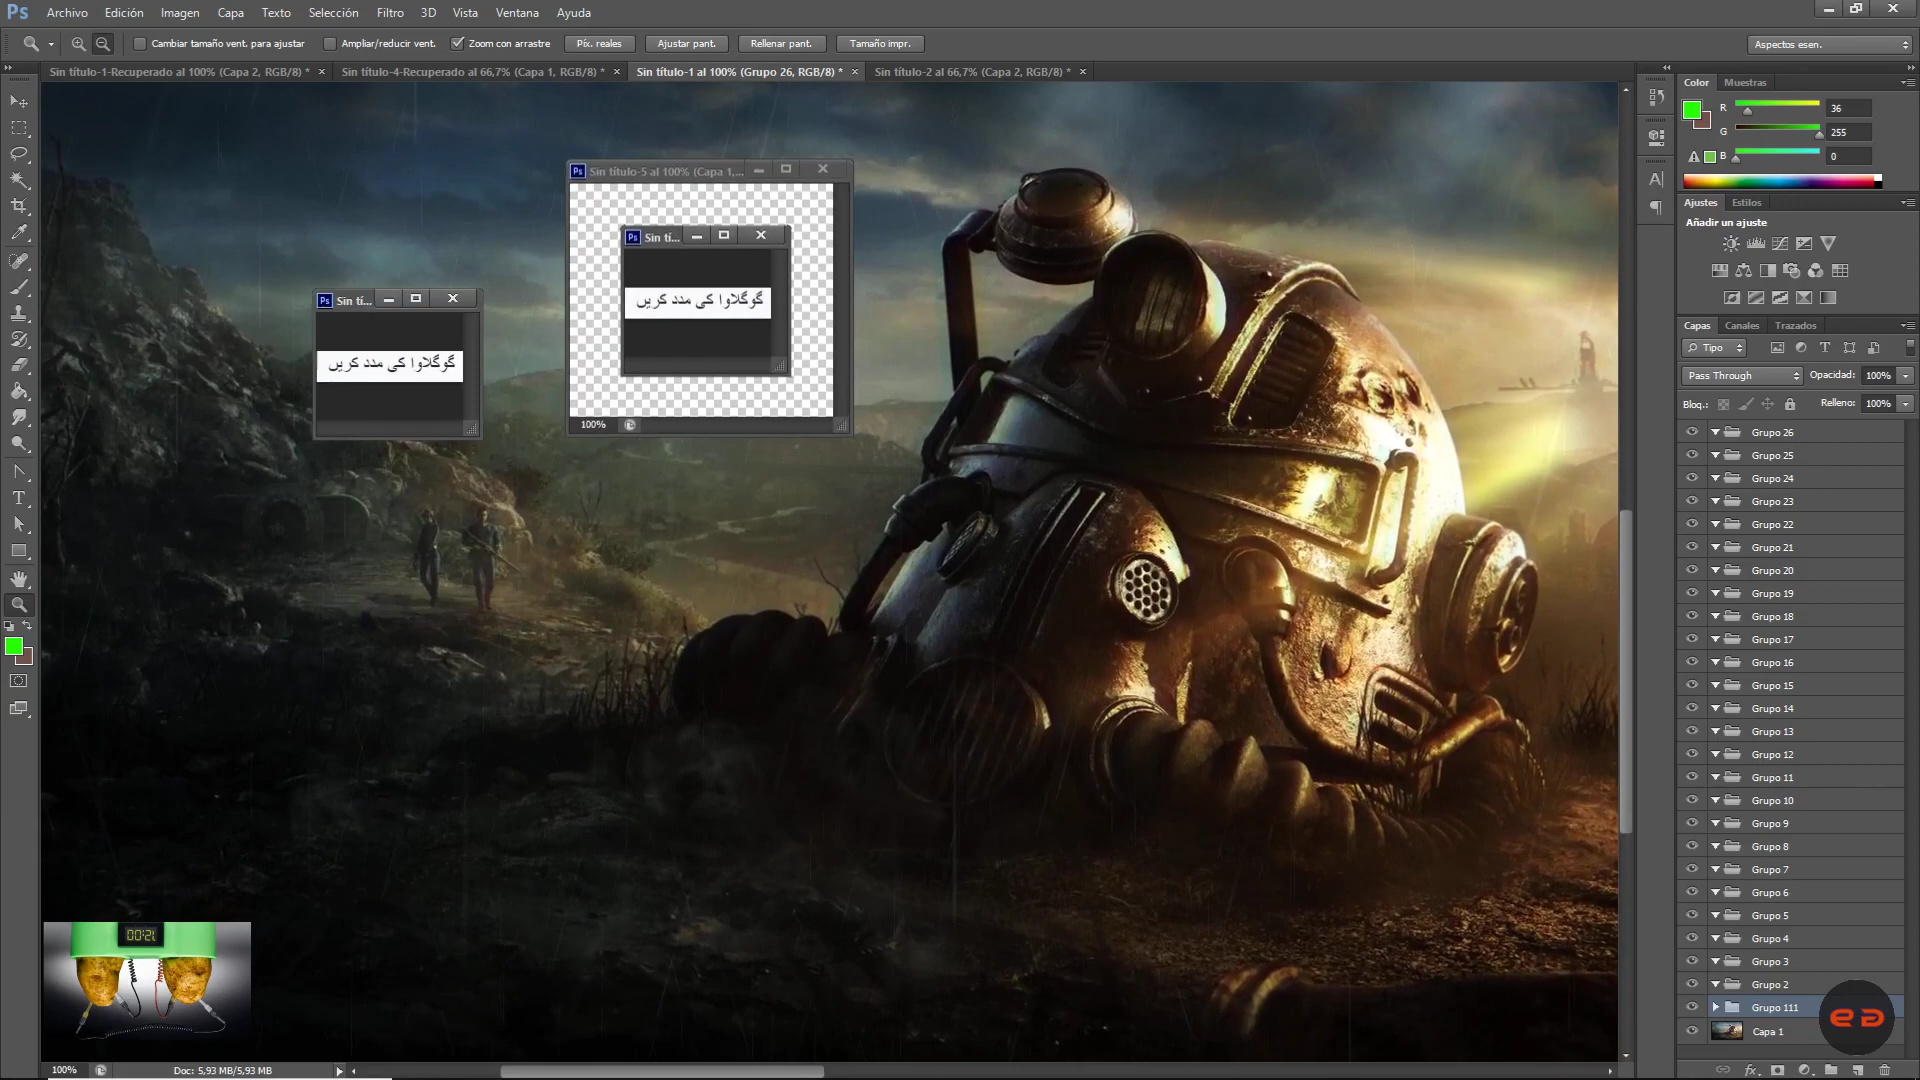 Ps Archivo Edición Imagen Capa Texto Selección Filtro 3D Vista Ventana Ayuda
Cambiar tamaño vent. para ajustar Ampliar/reducir vent. Zoom con arrastre Píx. reales Ajustar pant. Rellenar pant. Tamaño impr. Aspectos esen.
Sin título-1-Recuperado al 100% (Capa 2, RGB/8) * Sin título-4-Recuperado al 66,7% (Capa 1, RGB/8) * Sin título-1 al 100% (Grupo 26, RGB/8) * Sin título-2 al 66,7% (Capa 2, RGB/8) *
Color Muestras
R 36
G 255
B 0
Ajustes Estilos
Añadir un ajuste
Capas Canales Trazados
Tipo
Pass Through Opacidad: 100%
Bloq.: Relleno: 100%
Grupo 26
Grupo 25
Grupo 24
Grupo 23
Grupo 22
Grupo 21
Grupo 20
Grupo 19
Grupo 18
Grupo 17
Grupo 16
Grupo 15
Grupo 14
Grupo 13
Grupo 12
Grupo 11
Grupo 10
Grupo 9
Grupo 8
Grupo 7
Grupo 6
Grupo 5
Grupo 4
Grupo 3
Grupo 2
Grupo 111
Capa 1
Ps Sin título-5 al 100% (Capa 1,...
Ps Sin tí...
گوگلاوا کی مدد کریں
100%
Ps Sin tí...
گوگلاوا کی مدد کریں
00:21
100% Doc: 5,93 MB/5,93 MB